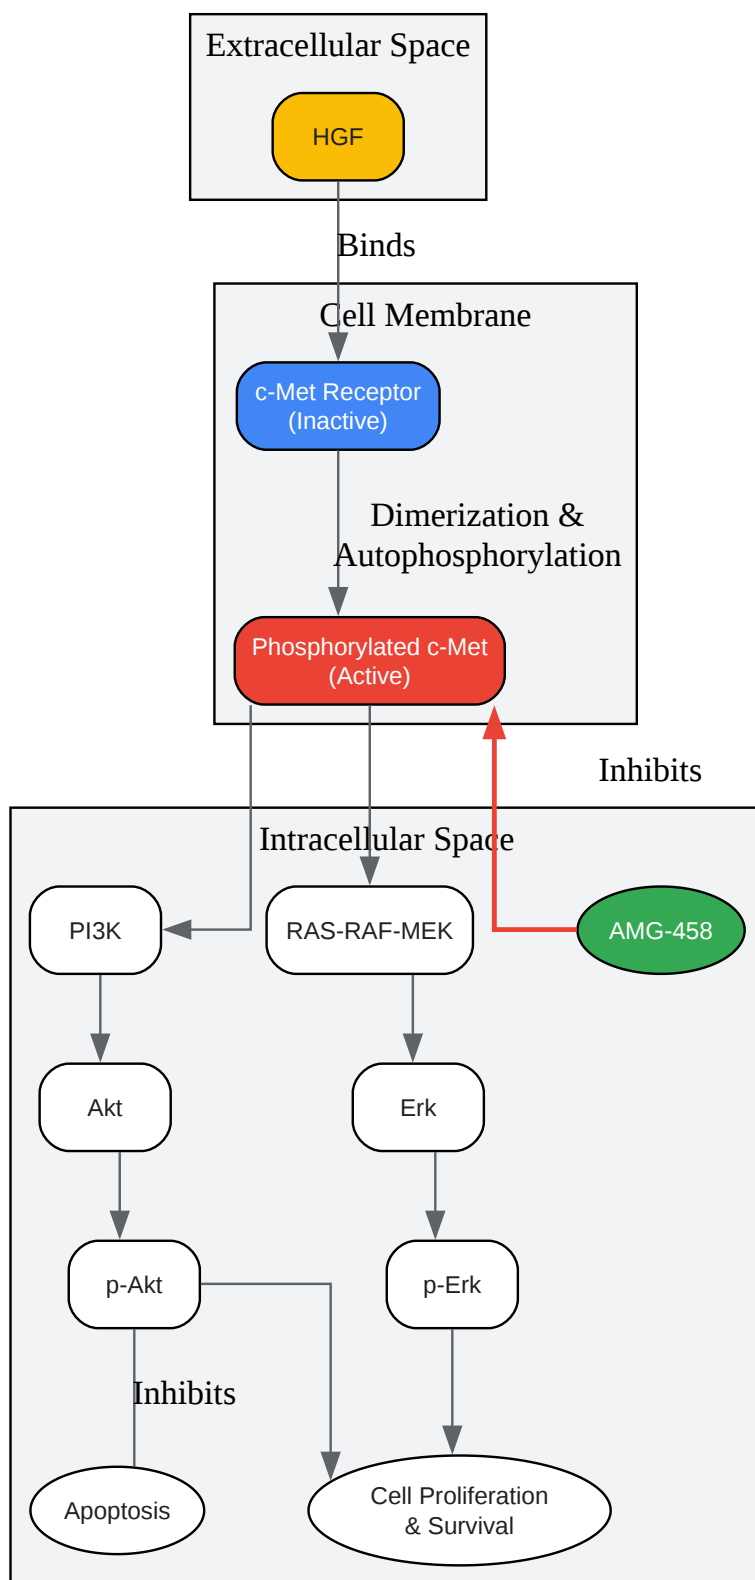 Extracellular Space
HGF
Binds
Cell Membrane
c-Met Receptor
(Inactive)
Dimerization &
Autophosphorylation
Phosphorylated c-Met
(Active)
Inhibits
Intracellular Space
PI3K
RAS-RAF-MEK
AMG-458
Akt
Erk
p-Akt
p-Erk
Inhibits
Apoptosis
Cell Proliferation
& Survival